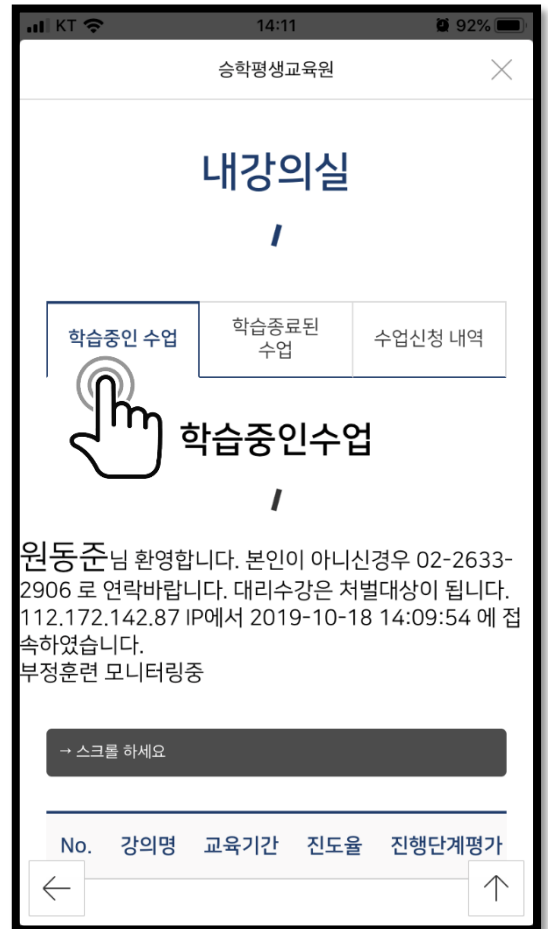 KT 14:11 92%
승학평생교육원
내강의실
학습중인 수업
학습종료된
수업
수업신청 내역
학습중인수업
원동준님 환영합니다. 본인이 아니신경우 02-2633-
2906 로 연락바랍니다. 대리수강은 처벌대상이 됩니다.
112.172.142.87 IP에서 2019-10-18 14:09:54 에 접
속하였습니다.
부정훈련 모니터링중
→ 스크롤 하세요
No. 강의명 교육기간 진도율 진행단계평가